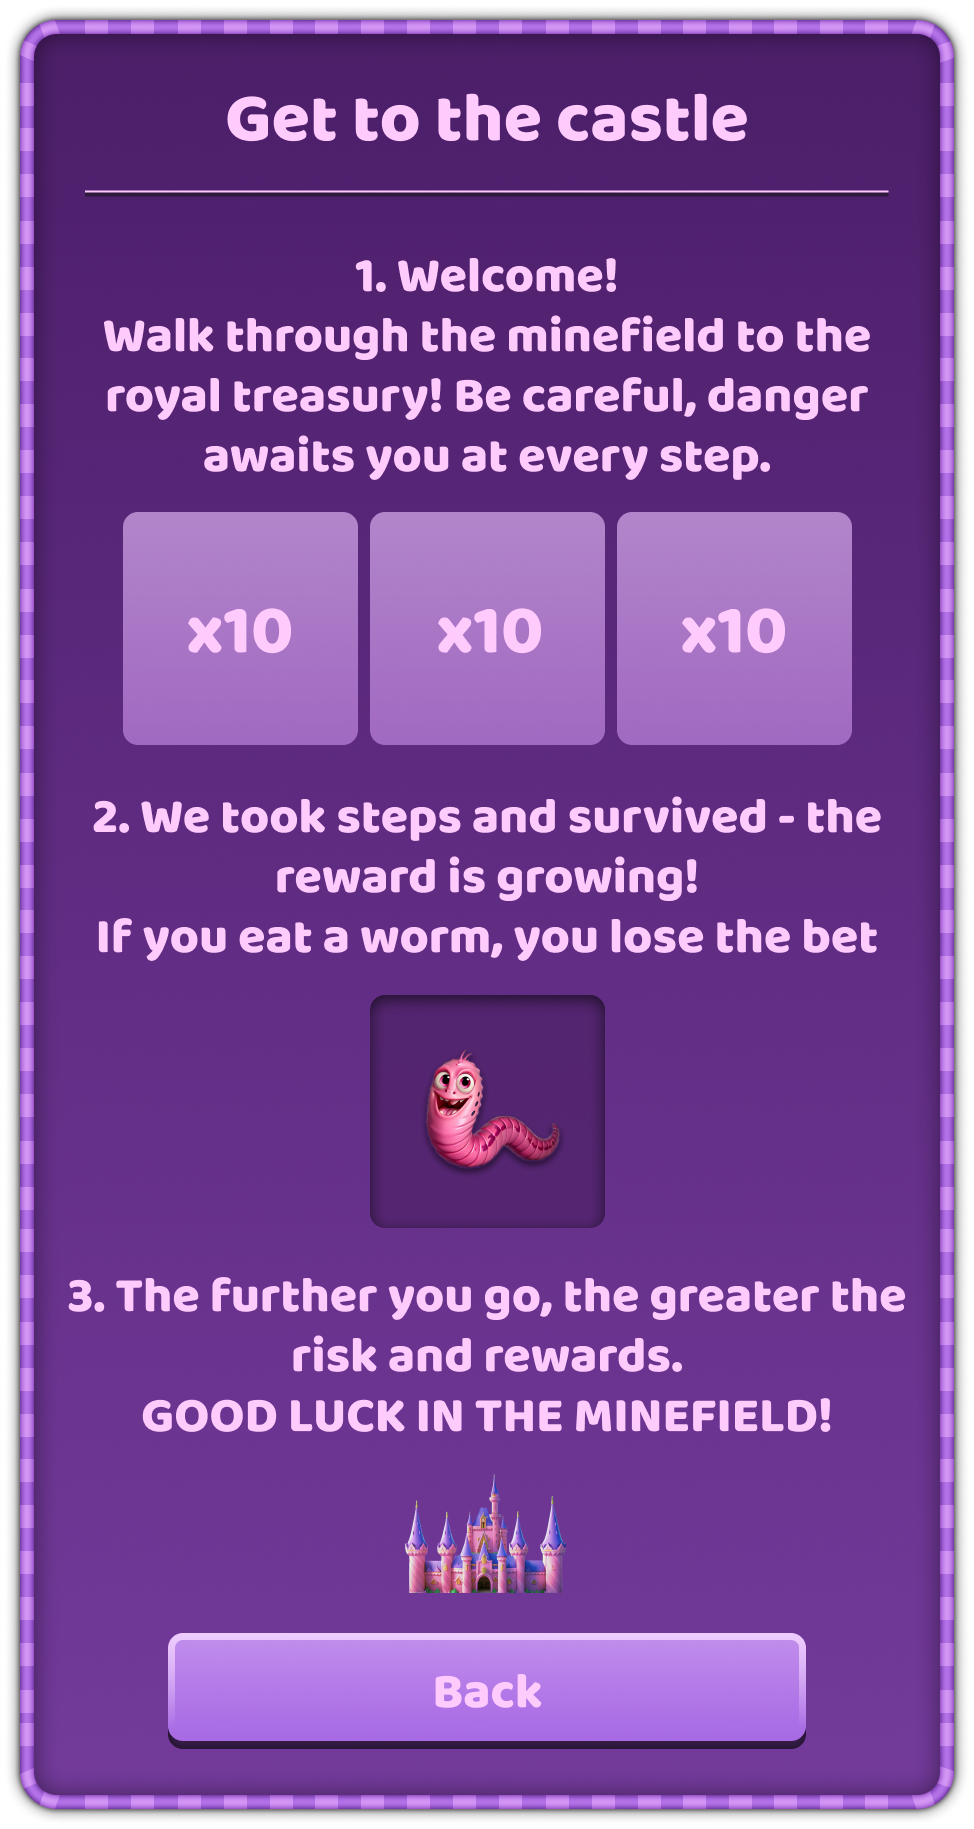 Get to the castle
1. Welcome!
Walk through the minefield to the
royal treasury! Be careful, danger
awaits you at every step.
x10 x10 x10
2. We took steps and survived - the
reward is growing!
If you eat a worm, you lose the bet
3. The further you go, the greater the
risk and rewards.
GOOD LUCK IN THE MINEFIELD!
Back